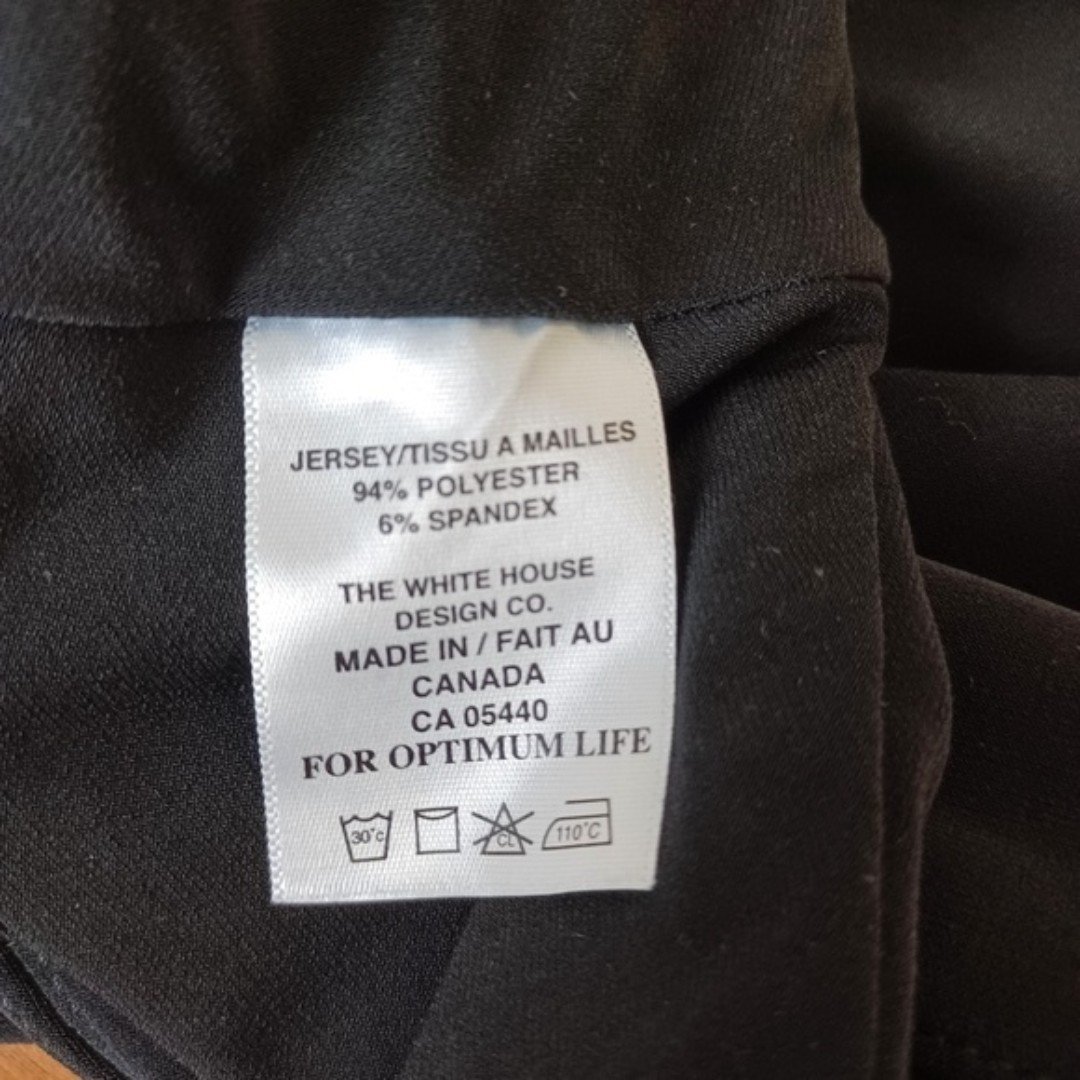 JERSEY/TISSU A MAILLES
94% POLYESTER
6% SPANDEX
THE WHITE HOUSE
DESIGN CO.
MADE IN / FAIT AU
CANADA
CA 05440
FOR OPTIMUM LIFE
30°c CL 110°C